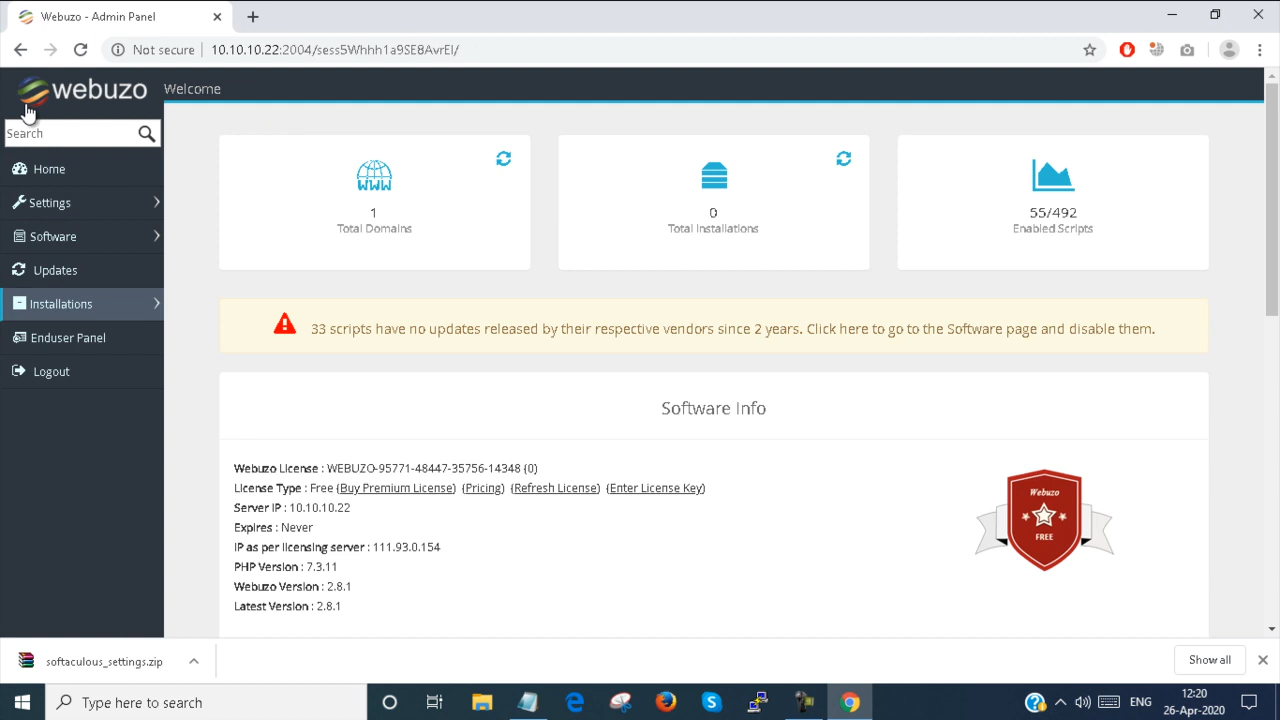 Webuzo - Admin Panel
Not secure
10.10.10.22:2004/sess5Whhh1a9SE8AvrEl/
webuzo
Welcome
Search
Home
Settings
Software
Updates
Installations
Enduser Panel
Logout
WWW
1
Total Domains
0
Total Installations
55/492
Enabled Scripts
33 scripts have no updates released by their respective vendors since 2 years. Click here to go to the Software page and disable them.
Software Info
Webuzo License : WEBUZO-95771-48447-35756-14348 (0)
License Type : Free (Buy Premium License) (Pricing) (Refresh License) (Enter License Key)
Server IP : 10.10.10.22
Expires : Never
IP as per licensing server : 111.93.0.154
PHP Version : 7.3.11
Webuzo Version : 2.8.1
Latest Version : 2.8.1
Webuzo
FREE
softaculous_settings.zip
Show all
Type here to search
ENG
12:20
26-Apr-2020